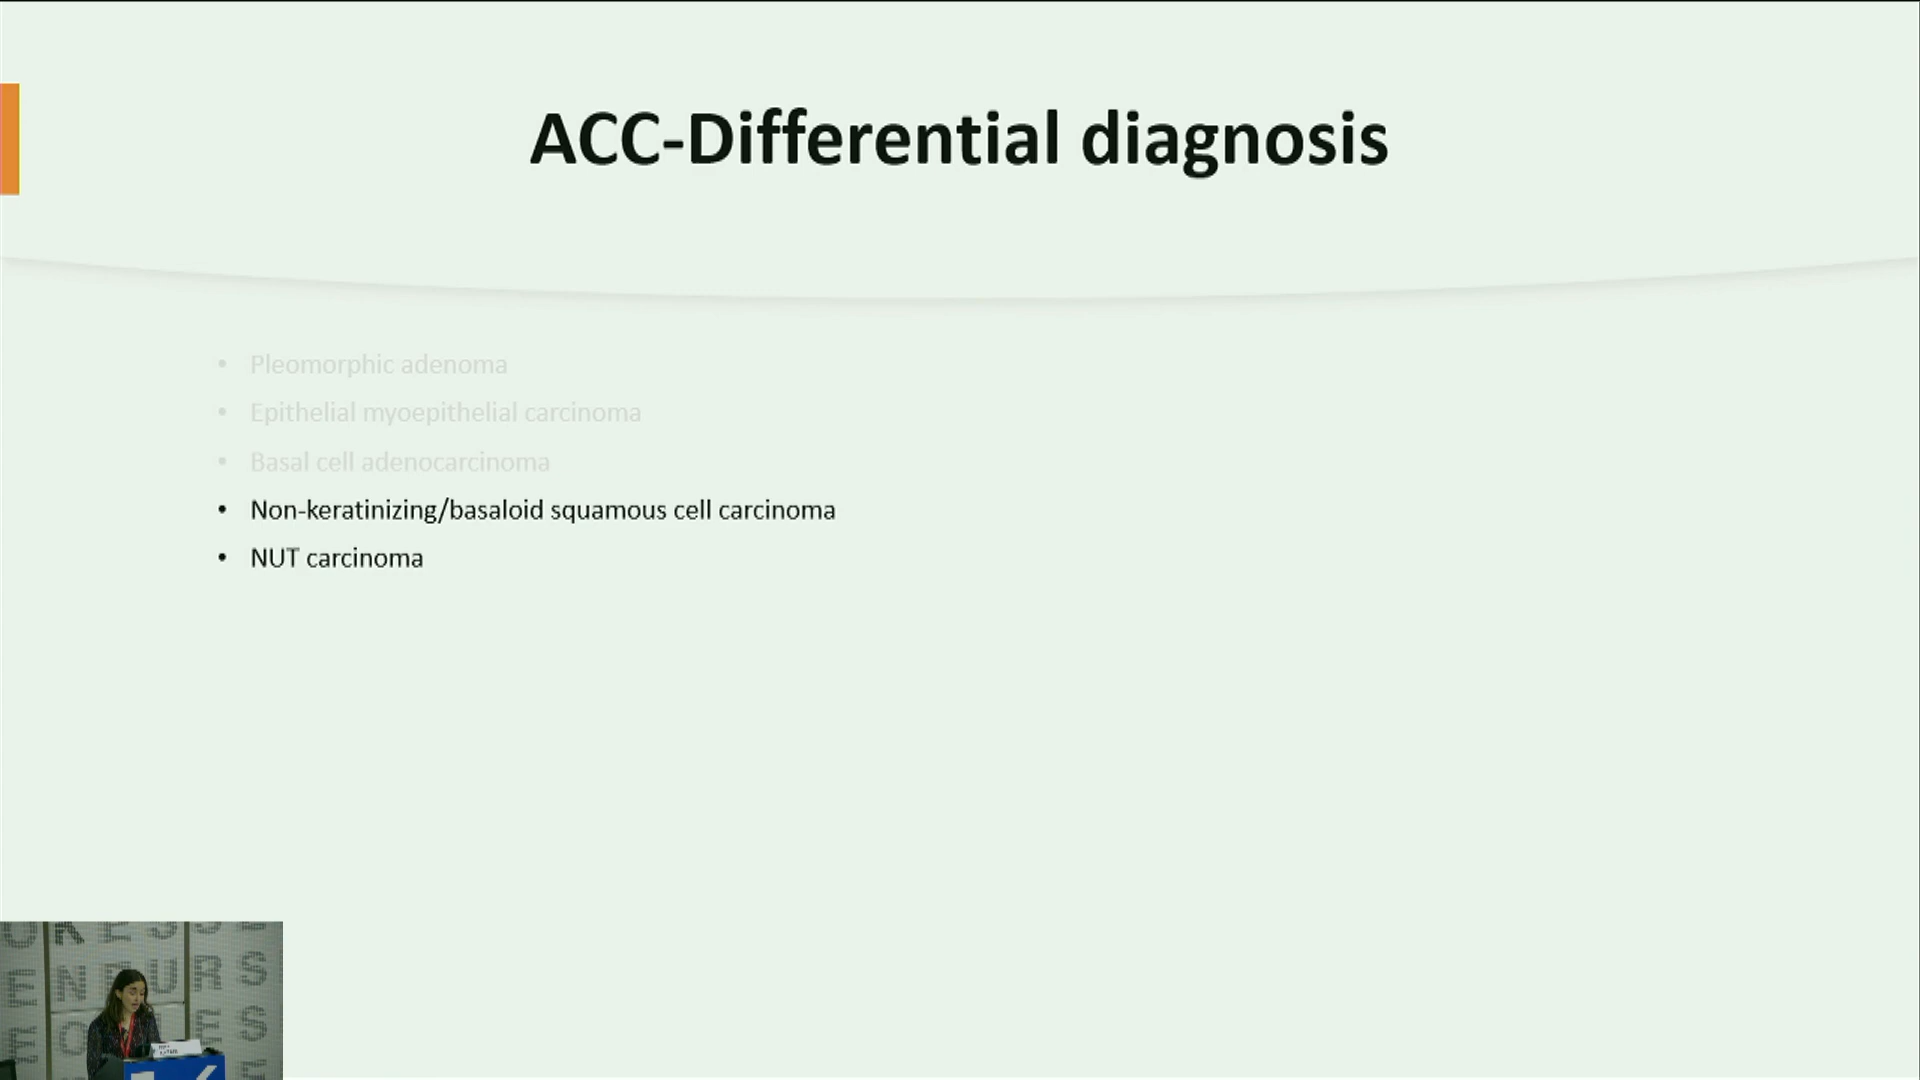 ACC-Differential diagnosis
• Pleomorphic adenoma
• Epithelial myoepithelial carcinoma
• Basal cell adenocarcinoma
• Non-keratinizing/basaloid squamous cell carcinoma
• NUT carcinoma